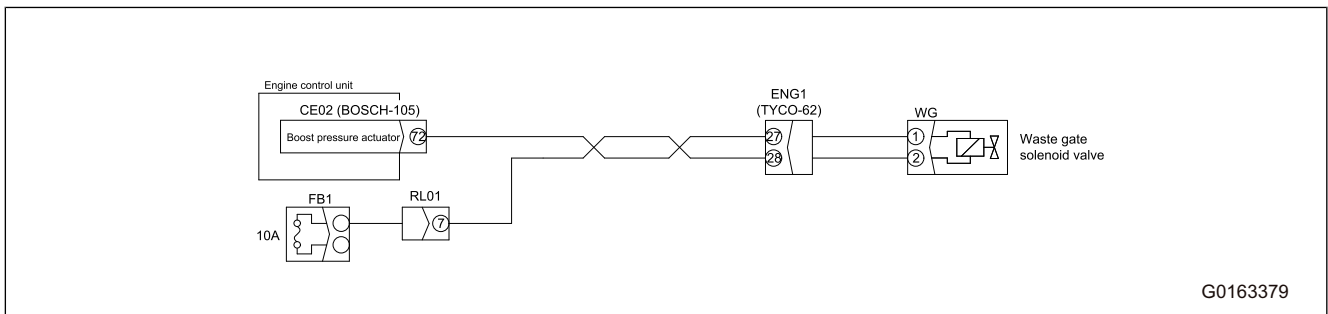 Engine control unit
CE02 (BOSCH-105)
Boost pressure actuator
72
ENG1
(TYCO-62)
27
28
WG
1
2
Waste gate
solenoid valve
FB1
10A
RL01
7
G0163379